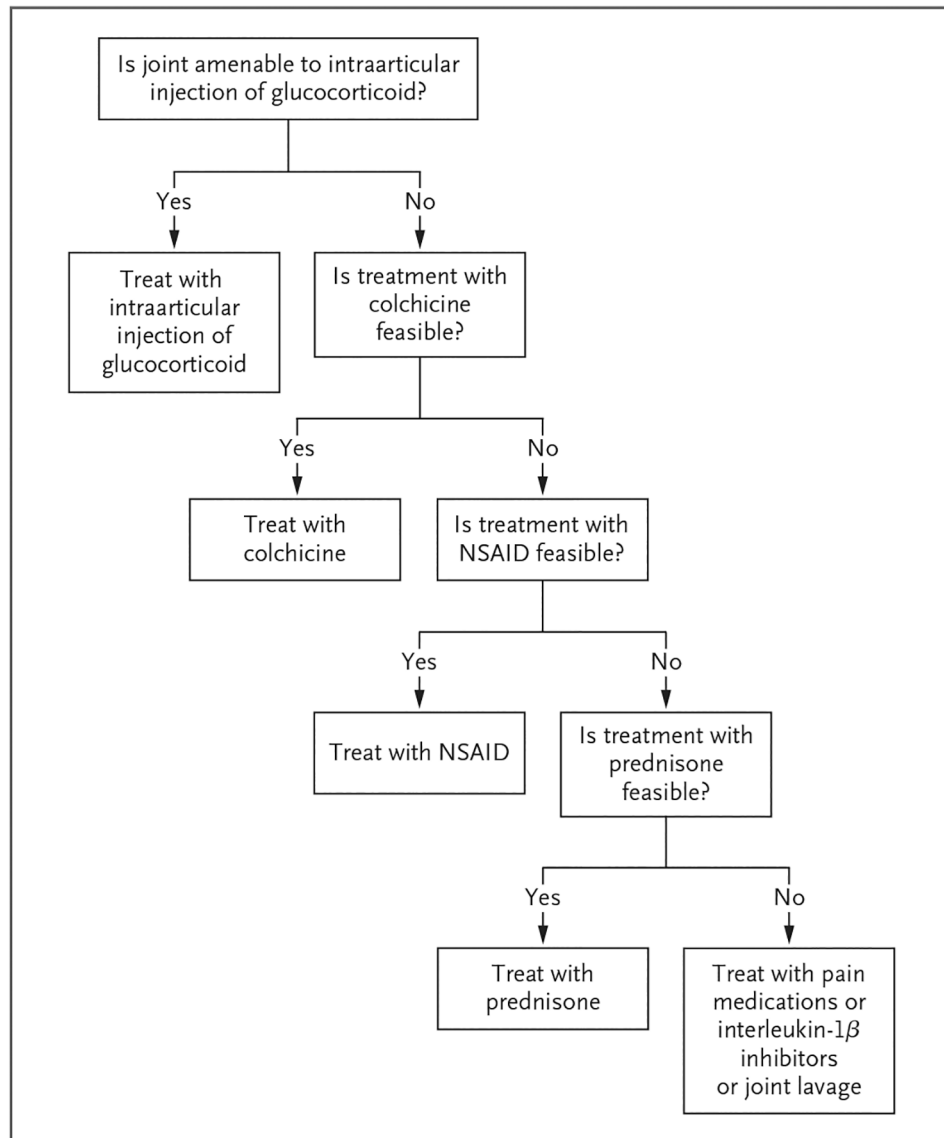 Is joint amenable to intraarticular
injection of glucocorticoid?
Yes
No
Treat with
intraarticular
injection of
glucocorticoid
Is treatment with
colchicine
feasible?
Yes
No
Treat with
colchicine
Is treatment with
NSAID feasible?
Yes
No
Treat with NSAID
Is treatment with
prednisone
feasible?
Yes
No
Treat with
prednisone
Treat with pain
medications or
interleukin-1β
inhibitors
or joint lavage